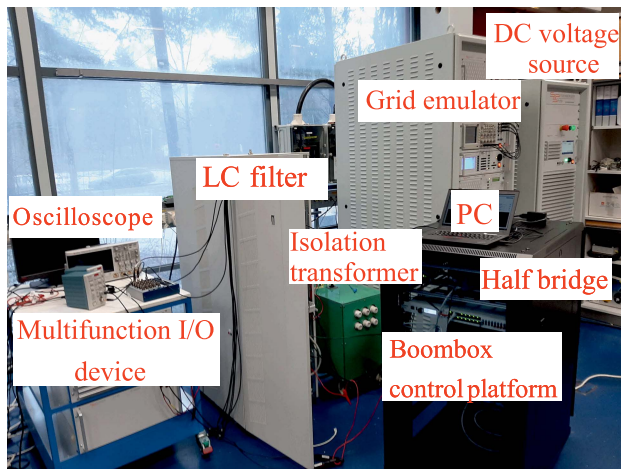 DC voltage
source
Grid emulator
LC filter
PC
Oscilloscope
Isolation
transformer
Half bridge
Multifunction I/O
device
Boombox
control platform